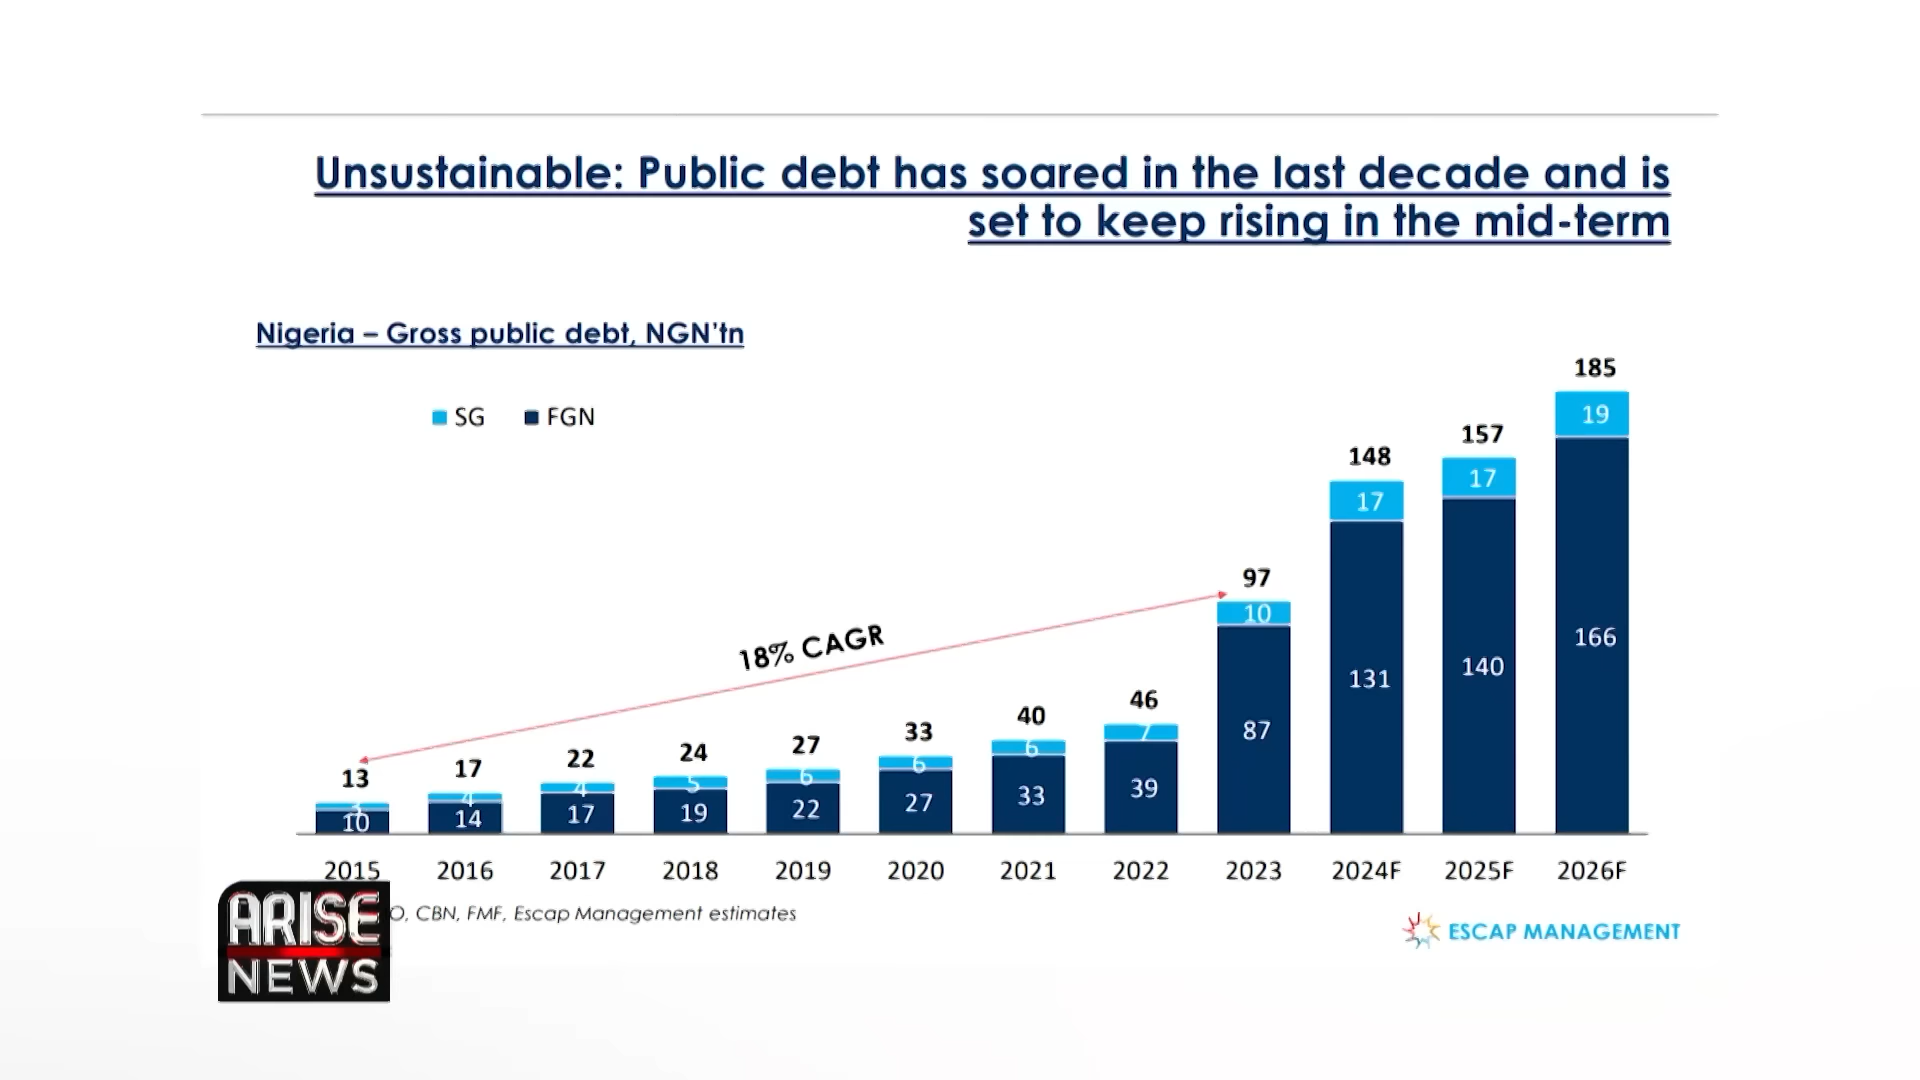 Unsustainable: Public debt has soared in the last decade and is
set to keep rising in the mid-term
Nigeria – Gross public debt, NGN'tn
SG FGN
13 17 22 24 27 33 40 46 97 148 157 185
3 4 4 5 6 6 6 7 10 17 17 19
10 14 17 19 22 27 33 39 87 131 140 166
18% CAGR
2015 2016 2017 2018 2019 2020 2021 2022 2023 2024F 2025F 2026F
CBN, FMF, Escap Management estimates
ESCAP MANAGEMENT
ARISE
NEWS